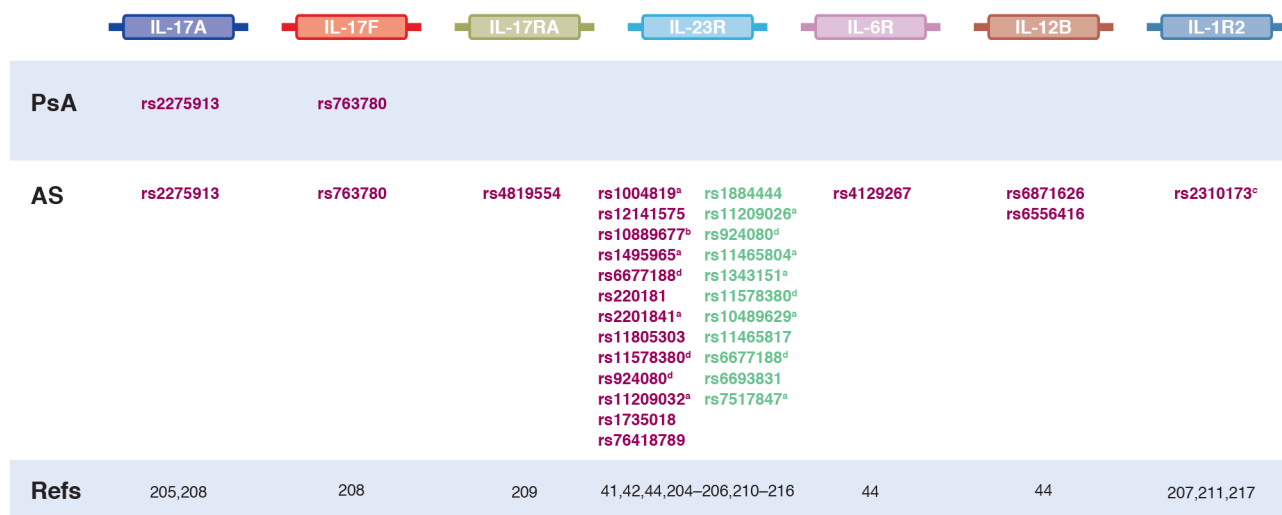 IL-17A IL-17F IL-17RA IL-23R IL-6R IL-12B IL-1R2
PsA rs2275913 rs763780
AS rs2275913 rs763780 rs4819554 rs1004819ᵃ rs1884444 rs4129267 rs6871626 rs2310173ᶜ
rs12141575 rs11209026ᵃ rs6556416
rs10889677ᵇ rs924080ᵈ
rs1495965ᵃ rs11465804ᵃ
rs6677188ᵈ rs1343151ᵃ
rs220181 rs11578380ᵈ
rs2201841ᵃ rs10489629ᵃ
rs11805303 rs11465817
rs11578380ᵈ rs6677188ᵈ
rs924080ᵈ rs6693831
rs11209032ᵃ rs7517847ᵃ
rs1735018
rs76418789
Refs 205,208 208 209 41,42,44,204–206,210–216 44 44 207,211,217